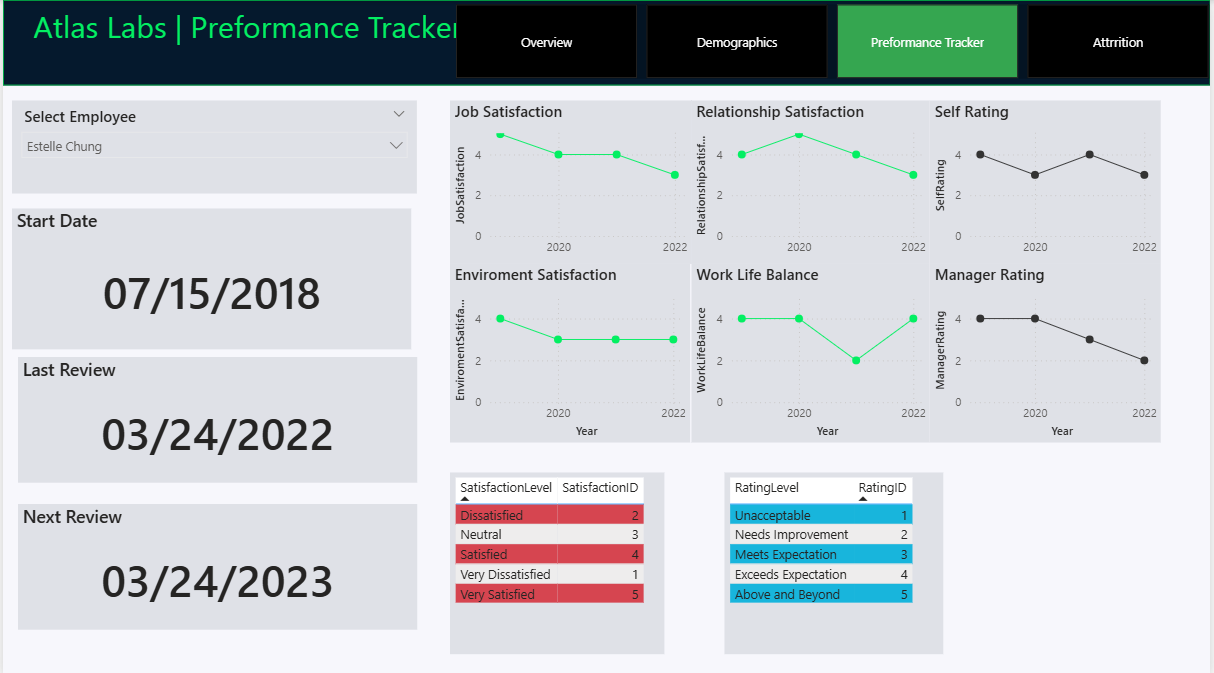 Atlas Labs | Preformance Tracker
Overview
Demographics
Preformance Tracker
Attrrition
Select Employee
Estelle Chung
Start Date
07/15/2018
Last Review
03/24/2022
Next Review
03/24/2023
Job Satisfaction
JobSatisfaction
4
2
0
2020
2022
Relationship Satisfaction
RelationshipSatisf...
4
2
0
2020
2022
Self Rating
SelfRating
4
2
0
2020
2022
Enviroment Satisfaction
EnviromentSatisfa...
4
2
0
2020
2022
Year
Work Life Balance
WorkLifeBalance
4
2
0
2020
2022
Year
Manager Rating
ManagerRating
4
2
0
2020
2022
Year
SatisfactionLevel SatisfactionID
Dissatisfied 2
Neutral 3
Satisfied 4
Very Dissatisfied 1
Very Satisfied 5
RatingLevel RatingID
Unacceptable 1
Needs Improvement 2
Meets Expectation 3
Exceeds Expectation 4
Above and Beyond 5